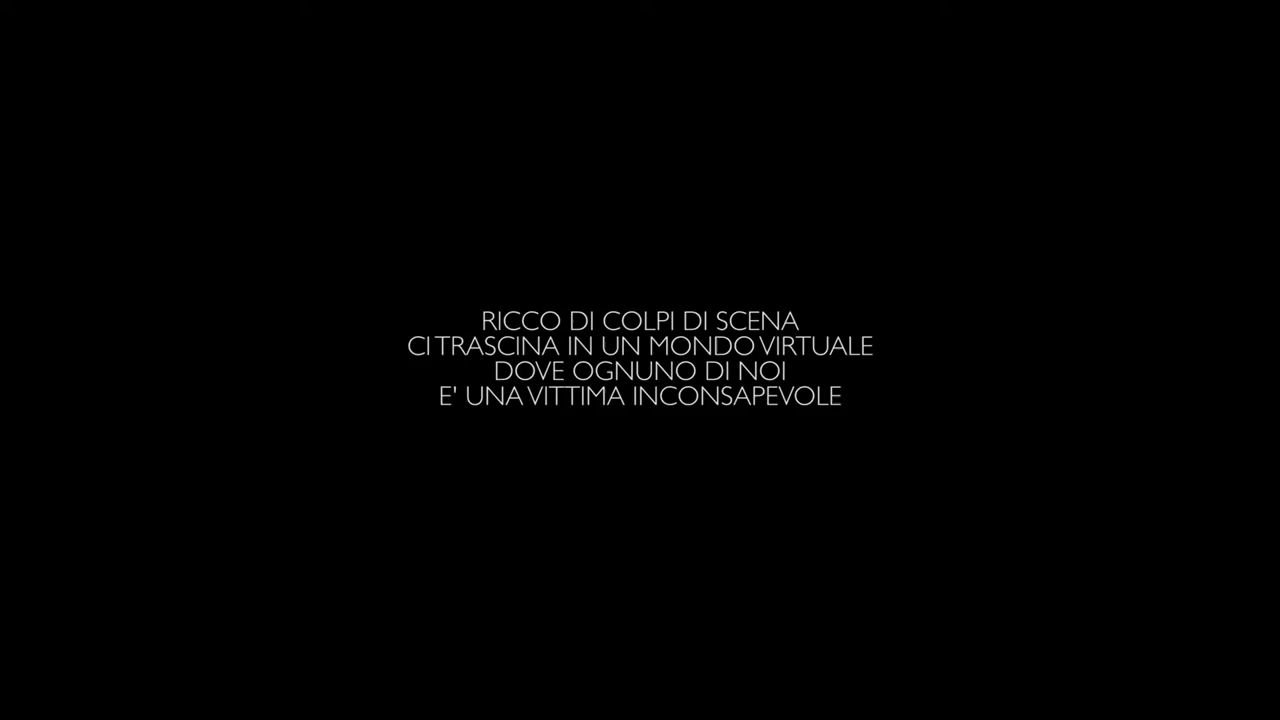 RICCO DI COLPI DI SCENA
CI TRASCINA IN UN MONDO VIRTUALE
DOVE OGNUNO DI NOI
E' UNA VITTIMA INCONSAPEVOLE